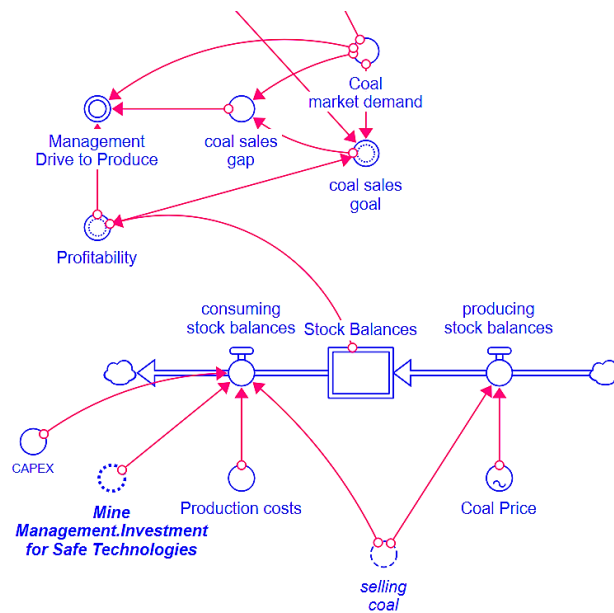 Coal
market demand
Management
Drive to Produce
coal sales
gap
coal sales
goal
Profitability
consuming
stock balances
Stock Balances
producing
stock balances
CAPEX
Mine
Management.Investment
for Safe Technologies
Production costs
Coal Price
selling
coal